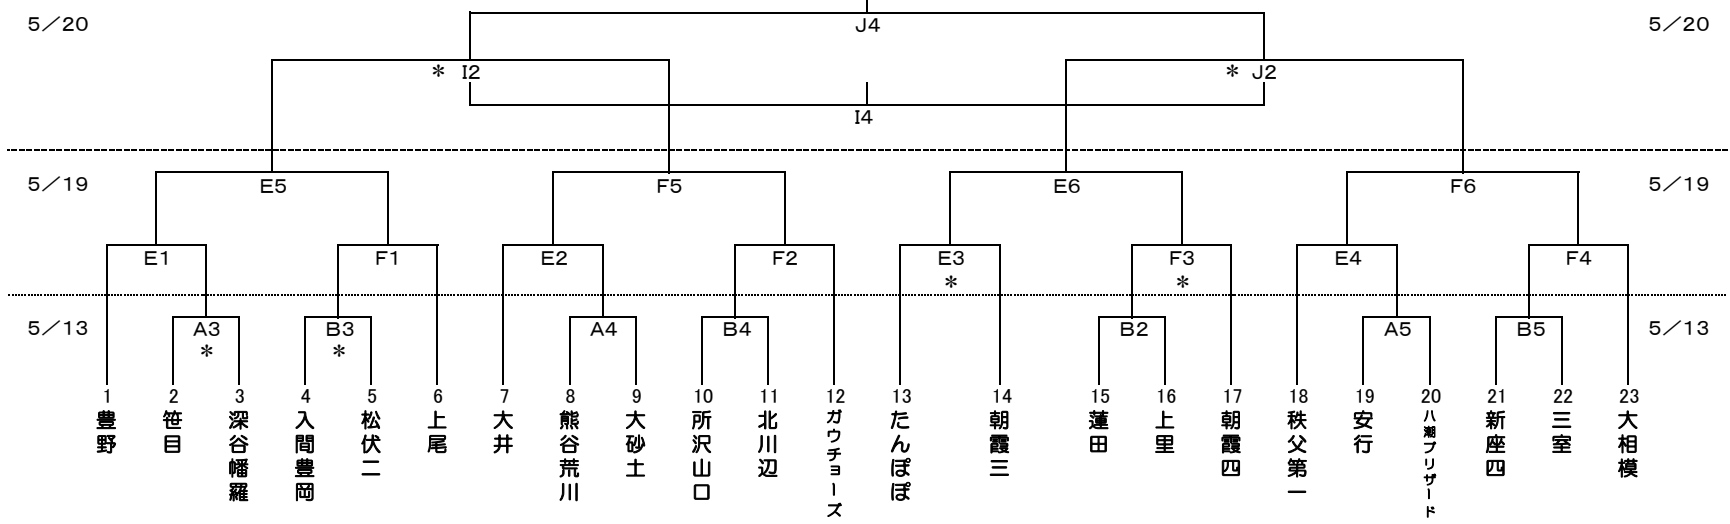 5／20 J4 5／20
＊ I2 ＊ J2
I4
5／19 E5 F5 E6 F6 5／19
E1 F1 E2 F2 E3 F3 E4 F4
＊ ＊
5／13 A3 B3 A4 B4 B2 A5 B5 5／13
＊ ＊
1 2 3 4 5 6 7 8 9 10 11 12 13 14 15 16 17 18 19 20 21 22 23
豊野
笹目
深谷幡羅
入間豊岡
松伏二
上尾
大井
熊谷荒川
大砂土
所沢山口
北川辺
ガウチョーズ
たんぽぽ
朝霞三
蓮田
上里
朝霞四
秩父第一
安行
八潮ブリザード
新座四
三室
大相模